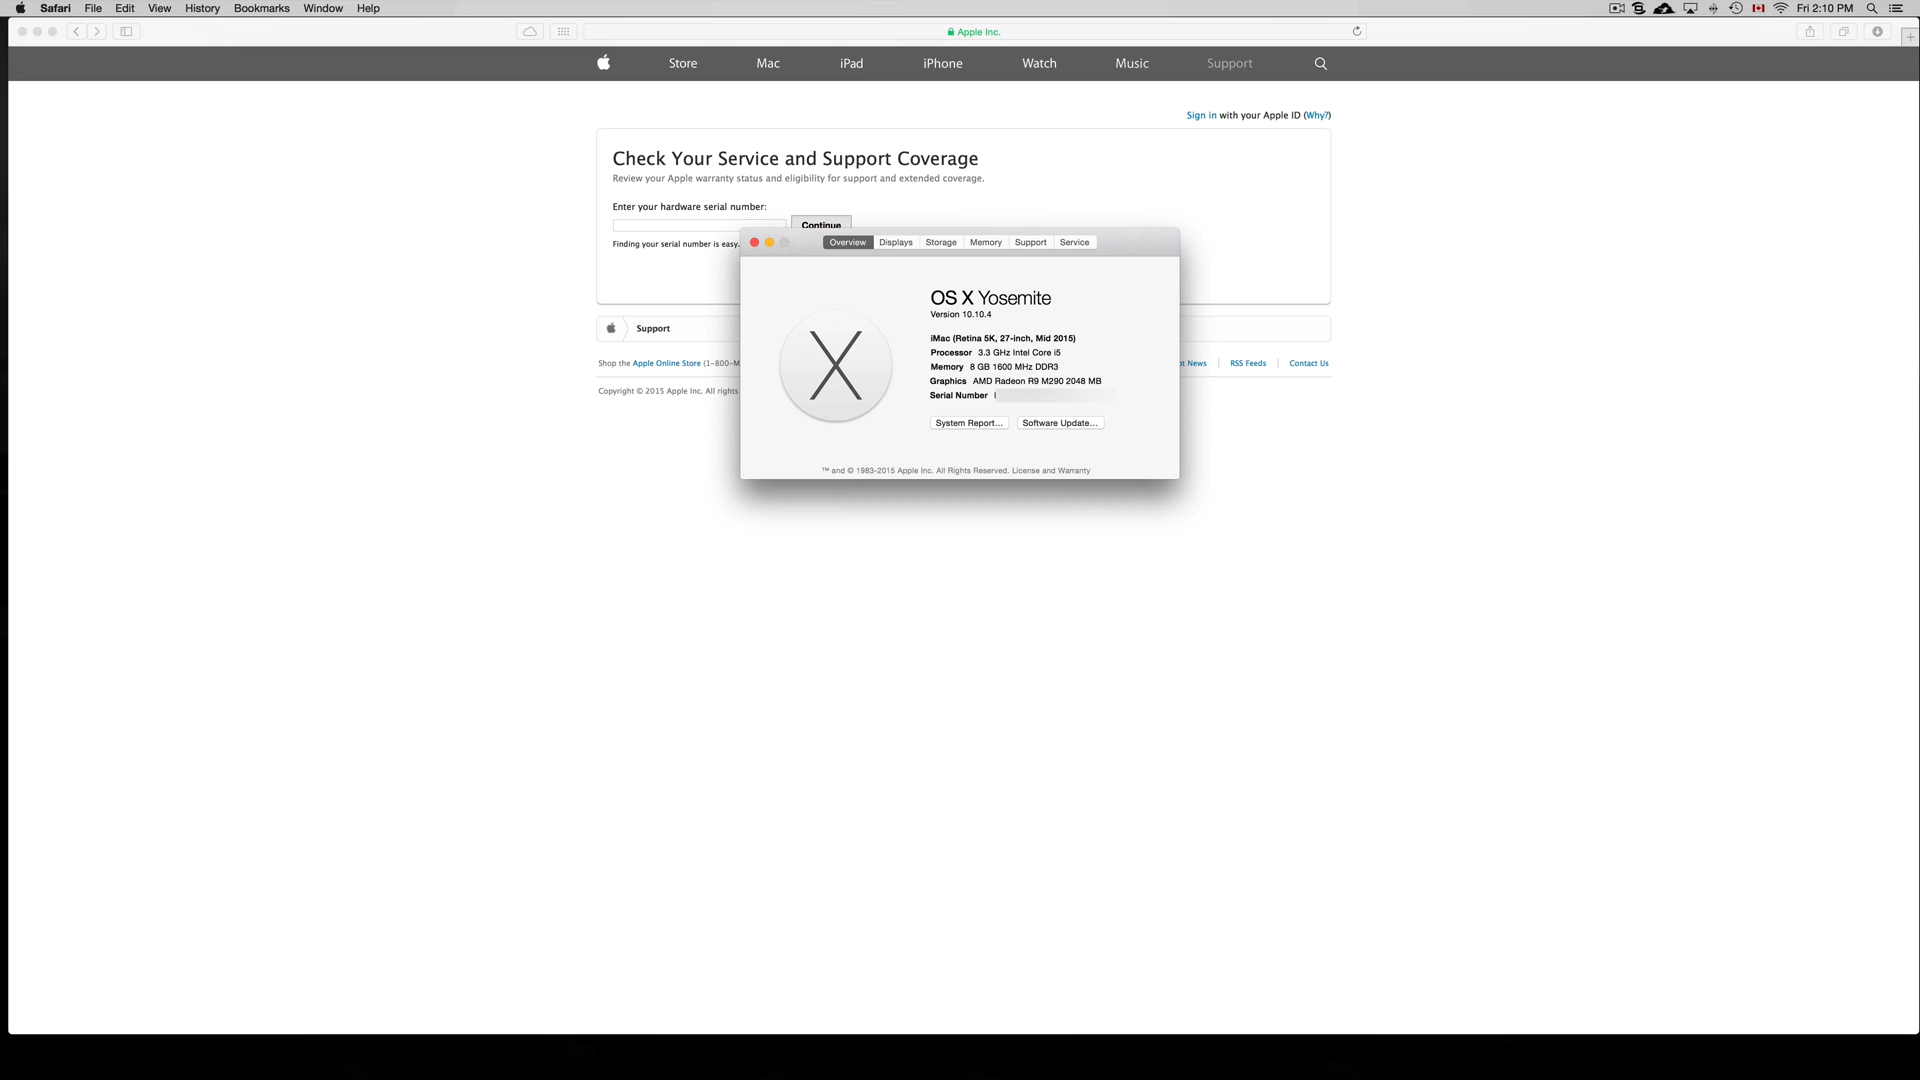 Safari File Edit View History Bookmarks Window Help Fri 2:10 PM
Apple Inc.
Store Mac iPad iPhone Watch Music Support
Sign in with your Apple ID (Why?)
Check Your Service and Support Coverage
Review your Apple warranty status and eligibility for support and extended coverage.
Enter your hardware serial number:
Continue
Finding your serial number is easy.
Overview Displays Storage Memory Support Service
OS X Yosemite
Version 10.10.4
iMac (Retina 5K, 27-inch, Mid 2015)
Processor 3.3 GHz Intel Core i5
Memory 8 GB 1600 MHz DDR3
Graphics AMD Radeon R9 M290 2048 MB
Serial Number
System Report... Software Update...
™ and © 1983-2015 Apple Inc. All Rights Reserved. License and Warranty
Support
Shop the Apple Online Store (1-800-M
News RSS Feeds Contact Us
Copyright © 2015 Apple Inc. All rights